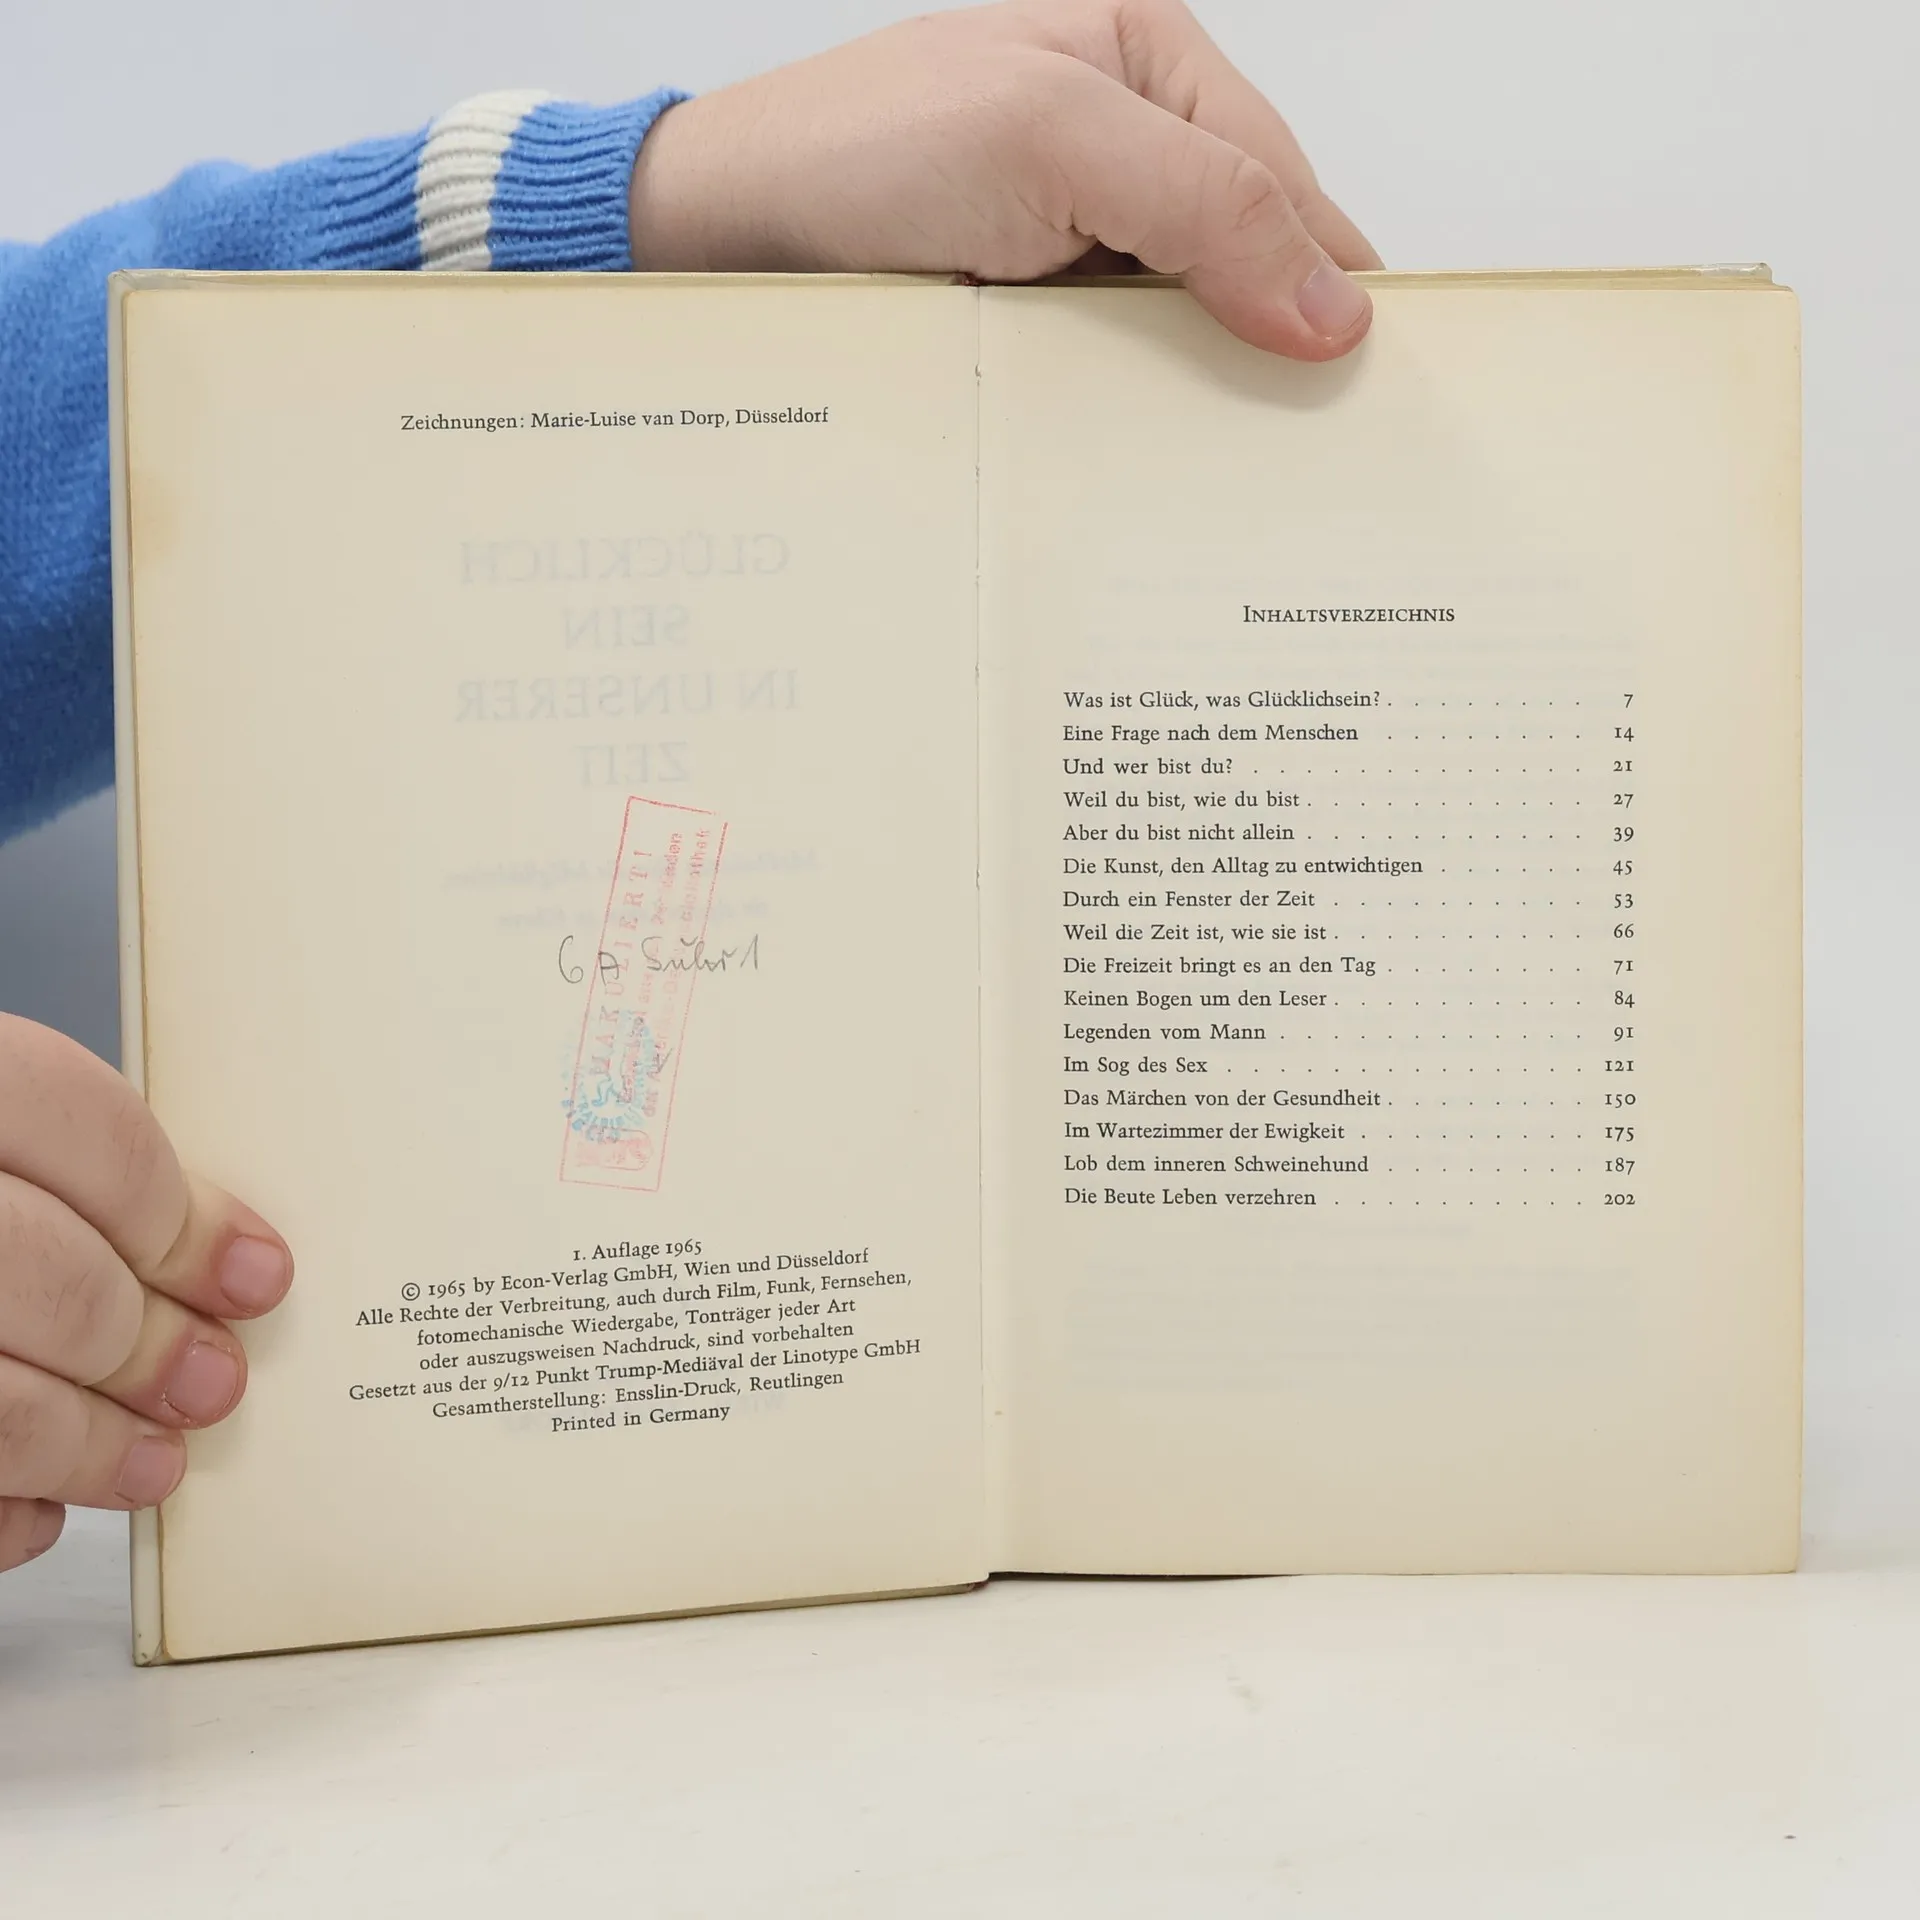 Zeichnungen: Marie-Luise van Dorp, Düsseldorf
GLÜCKLICH
SEIN
IN UNSERER
ZEIT
MAKULIERT!
1. Auflage 1965
© 1965 by Econ-Verlag GmbH, Wien und Düsseldorf
Alle Rechte der Verbreitung, auch durch Film, Funk, Fernsehen,
fotomechanische Wiedergabe, Tonträger jeder Art
oder auszugsweisen Nachdruck, sind vorbehalten
Gesetzt aus der 9/12 Punkt Trump-Mediäval der Linotype GmbH
Gesamtherstellung: Ensslin-Druck, Reutlingen
Printed in Germany
INHALTSVERZEICHNIS
Was ist Glück, was Glücklichsein? . . . . . . . . 7
Eine Frage nach dem Menschen . . . . . . . . 14
Und wer bist du? . . . . . . . . . . . . . 21
Weil du bist, wie du bist . . . . . . . . . . . 27
Aber du bist nicht allein . . . . . . . . . . . 39
Die Kunst, den Alltag zu entwichtigen . . . . . . 45
Durch ein Fenster der Zeit . . . . . . . . . . 53
Weil die Zeit ist, wie sie ist . . . . . . . . . . 66
Die Freizeit bringt es an den Tag . . . . . . . . 71
Keinen Bogen um den Leser . . . . . . . . . . 84
Legenden vom Mann . . . . . . . . . . . . 91
Im Sog des Sex . . . . . . . . . . . . . . 121
Das Märchen von der Gesundheit . . . . . . . . 150
Im Wartezimmer der Ewigkeit . . . . . . . . . 175
Lob dem inneren Schweinehund . . . . . . . . 187
Die Beute Leben verzehren . . . . . . . . . . 202